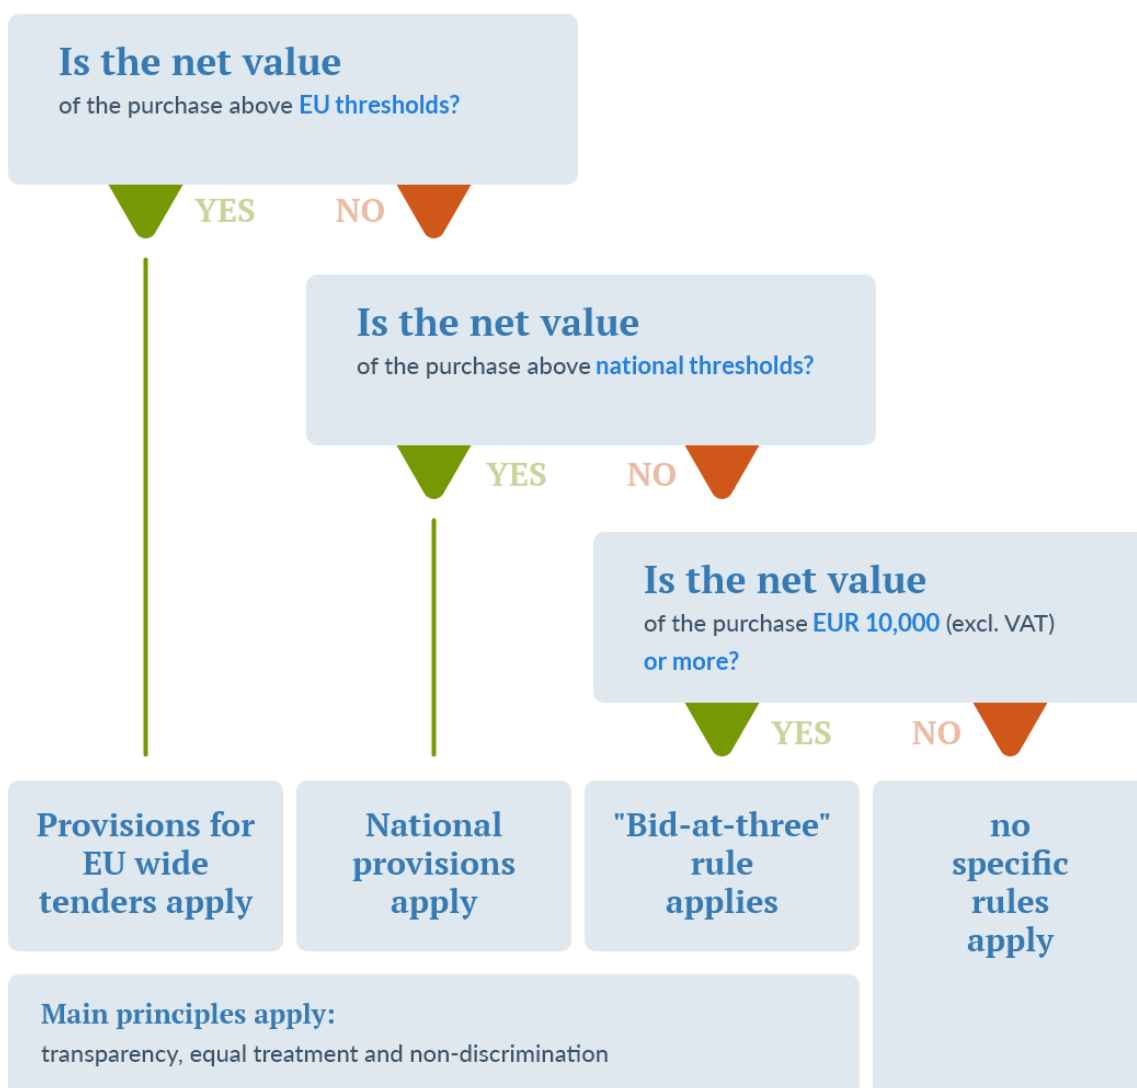 Is the net value
of the purchase above EU thresholds?
YES
NO
Is the net value
of the purchase above national thresholds?
YES
NO
Is the net value
of the purchase EUR 10,000 (excl. VAT)
or more?
YES
NO
Provisions for
EU wide
tenders apply
National
provisions
apply
"Bid-at-three"
rule
applies
no
specific
rules
apply
Main principles apply:
transparency, equal treatment and non-discrimination